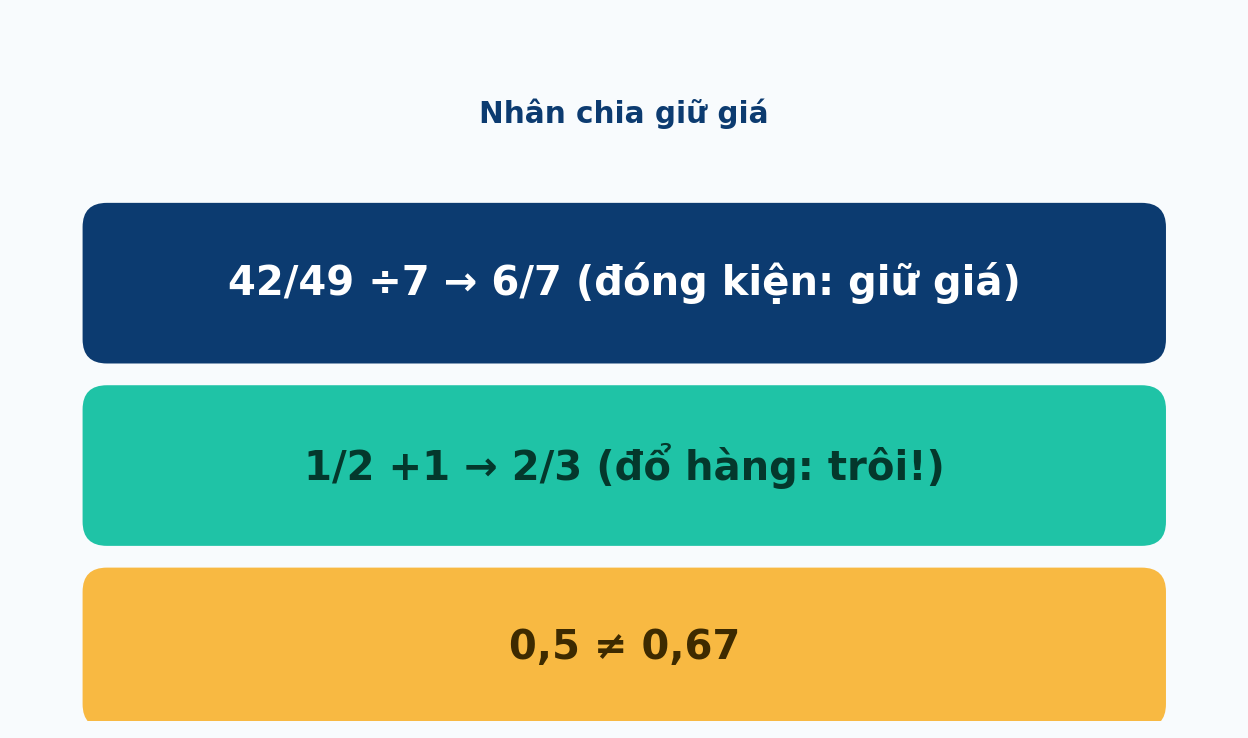 Nhân chia giữ giá
42/49 ÷7 → 6/7 (đóng kiện: giữ giá)
1/2 +1 → 2/3 (đổ hàng: trôi!)
0,5 ≠ 0,67